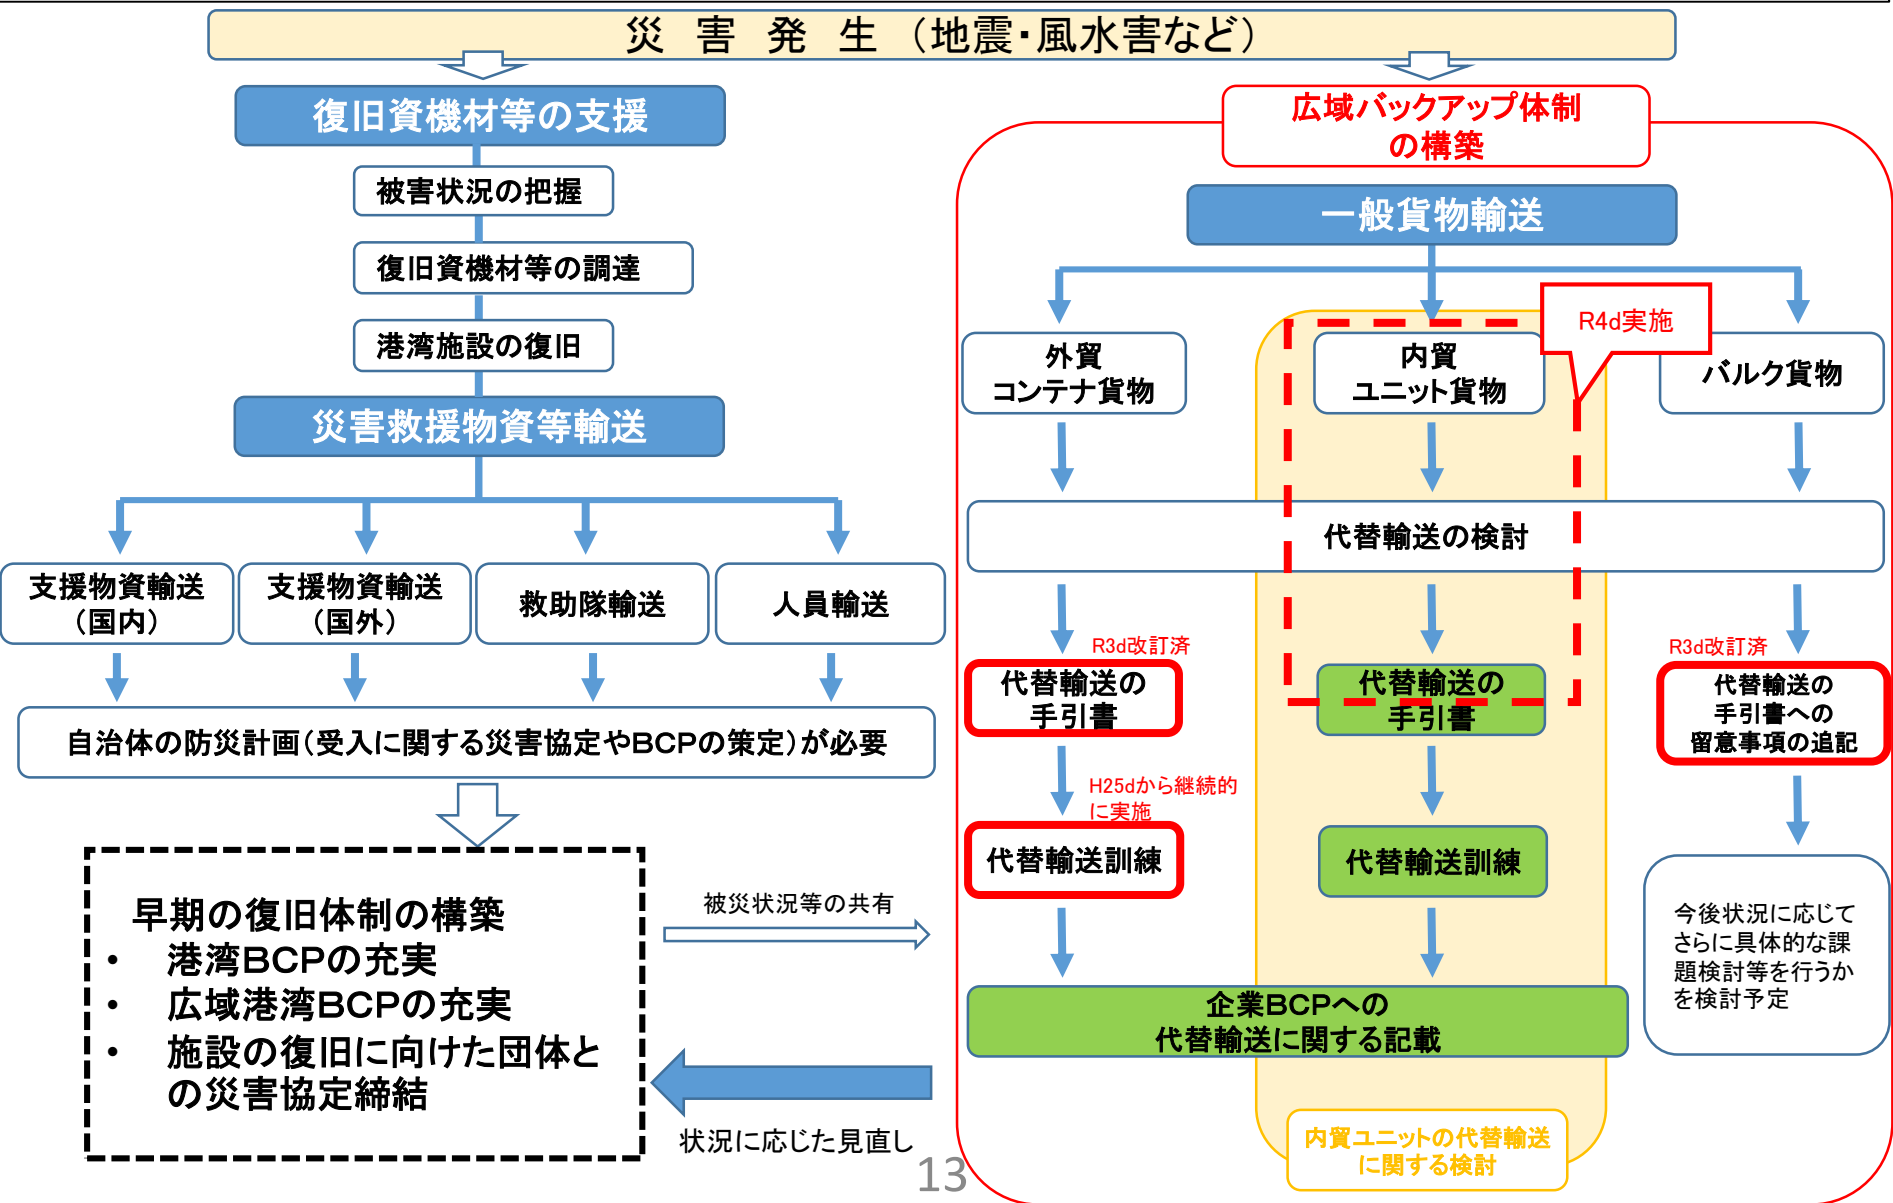 災　害　発　生　（地震・風水害など）
復旧資機材等の支援
被害状況の把握
復旧資機材等の調達
港湾施設の復旧
災害救援物資等輸送
支援物資輸送
（国内）
支援物資輸送
（国外）
救助隊輸送
人員輸送
自治体の防災計画（受入に関する災害協定やBCPの策定）が必要
早期の復旧体制の構築
・　港湾BCPの充実
・　広域港湾BCPの充実
・　施設の復旧に向けた団体と
の災害協定締結
被災状況等の共有
状況に応じた見直し
広域バックアップ体制
の構築
一般貨物輸送
R4d実施
外貿
コンテナ貨物
内貿
ユニット貨物
バルク貨物
代替輸送の検討
R3d改訂済
代替輸送の
手引書
代替輸送の
手引書
R3d改訂済
代替輸送の
手引書への
留意事項の追記
H25dから継続的
に実施
代替輸送訓練
代替輸送訓練
今後状況に応じて
さらに具体的な課
題検討等を行うか
を検討予定
企業BCPへの
代替輸送に関する記載
内貿ユニットの代替輸送
に関する検討
13